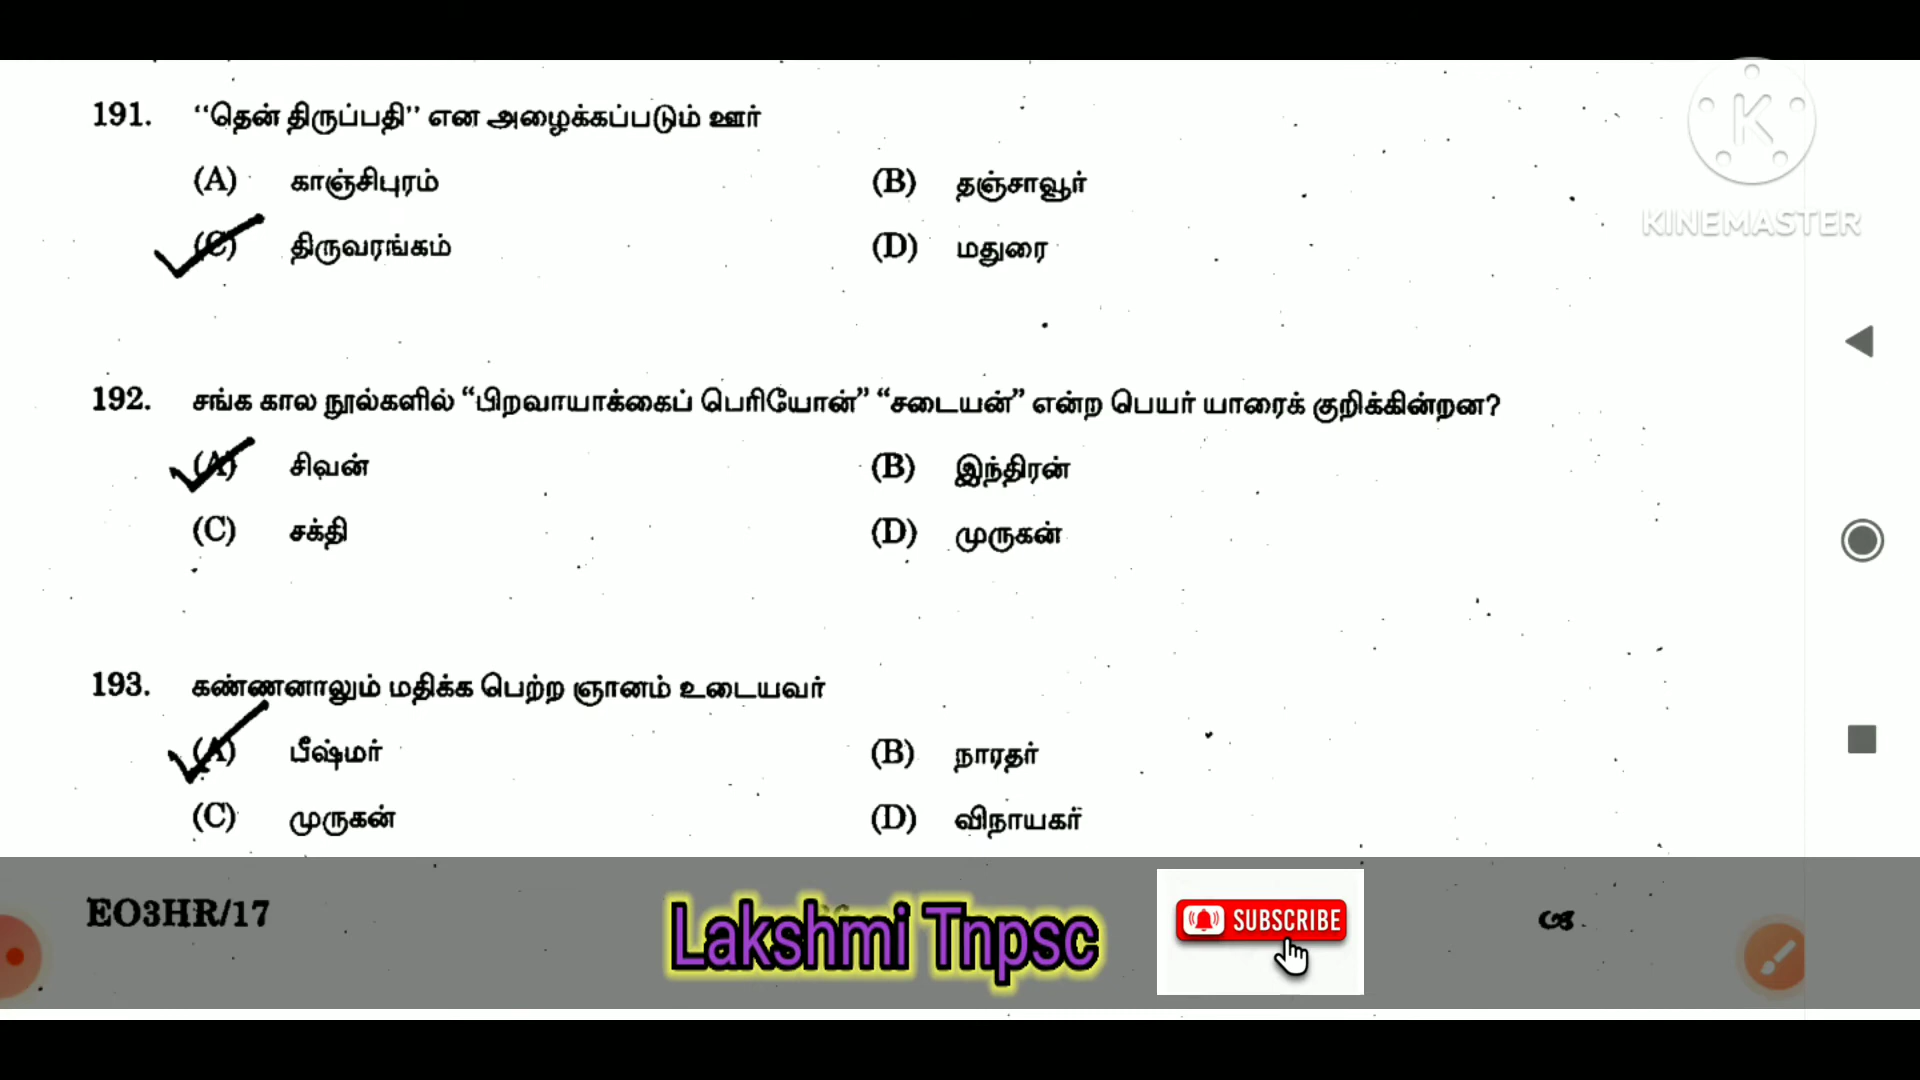 191. “தென் திருப்பதி” என அழைக்கப்படும் ஊர்
(A) காஞ்சிபுரம் (B) தஞ்சாவூர்
(C) திருவரங்கம் (D) மதுரை
192. சங்க கால நூல்களில் “பிறவாயாக்கைப் பெரியோன்” “சடையன்” என்ற பெயர் யாரைக் குறிக்கின்றன?
(A) சிவன் (B) இந்திரன்
(C) சக்தி (D) முருகன்
193. கண்ணனாலும் மதிக்க பெற்ற ஞானம் உடையவர்
(A) பீஷ்மர் (B) நாரதர்
(C) முருகன் (D) விநாயகர்
EO3HR/17
Lakshmi Tnpsc
SUBSCRIBE
K
KINEMASTER